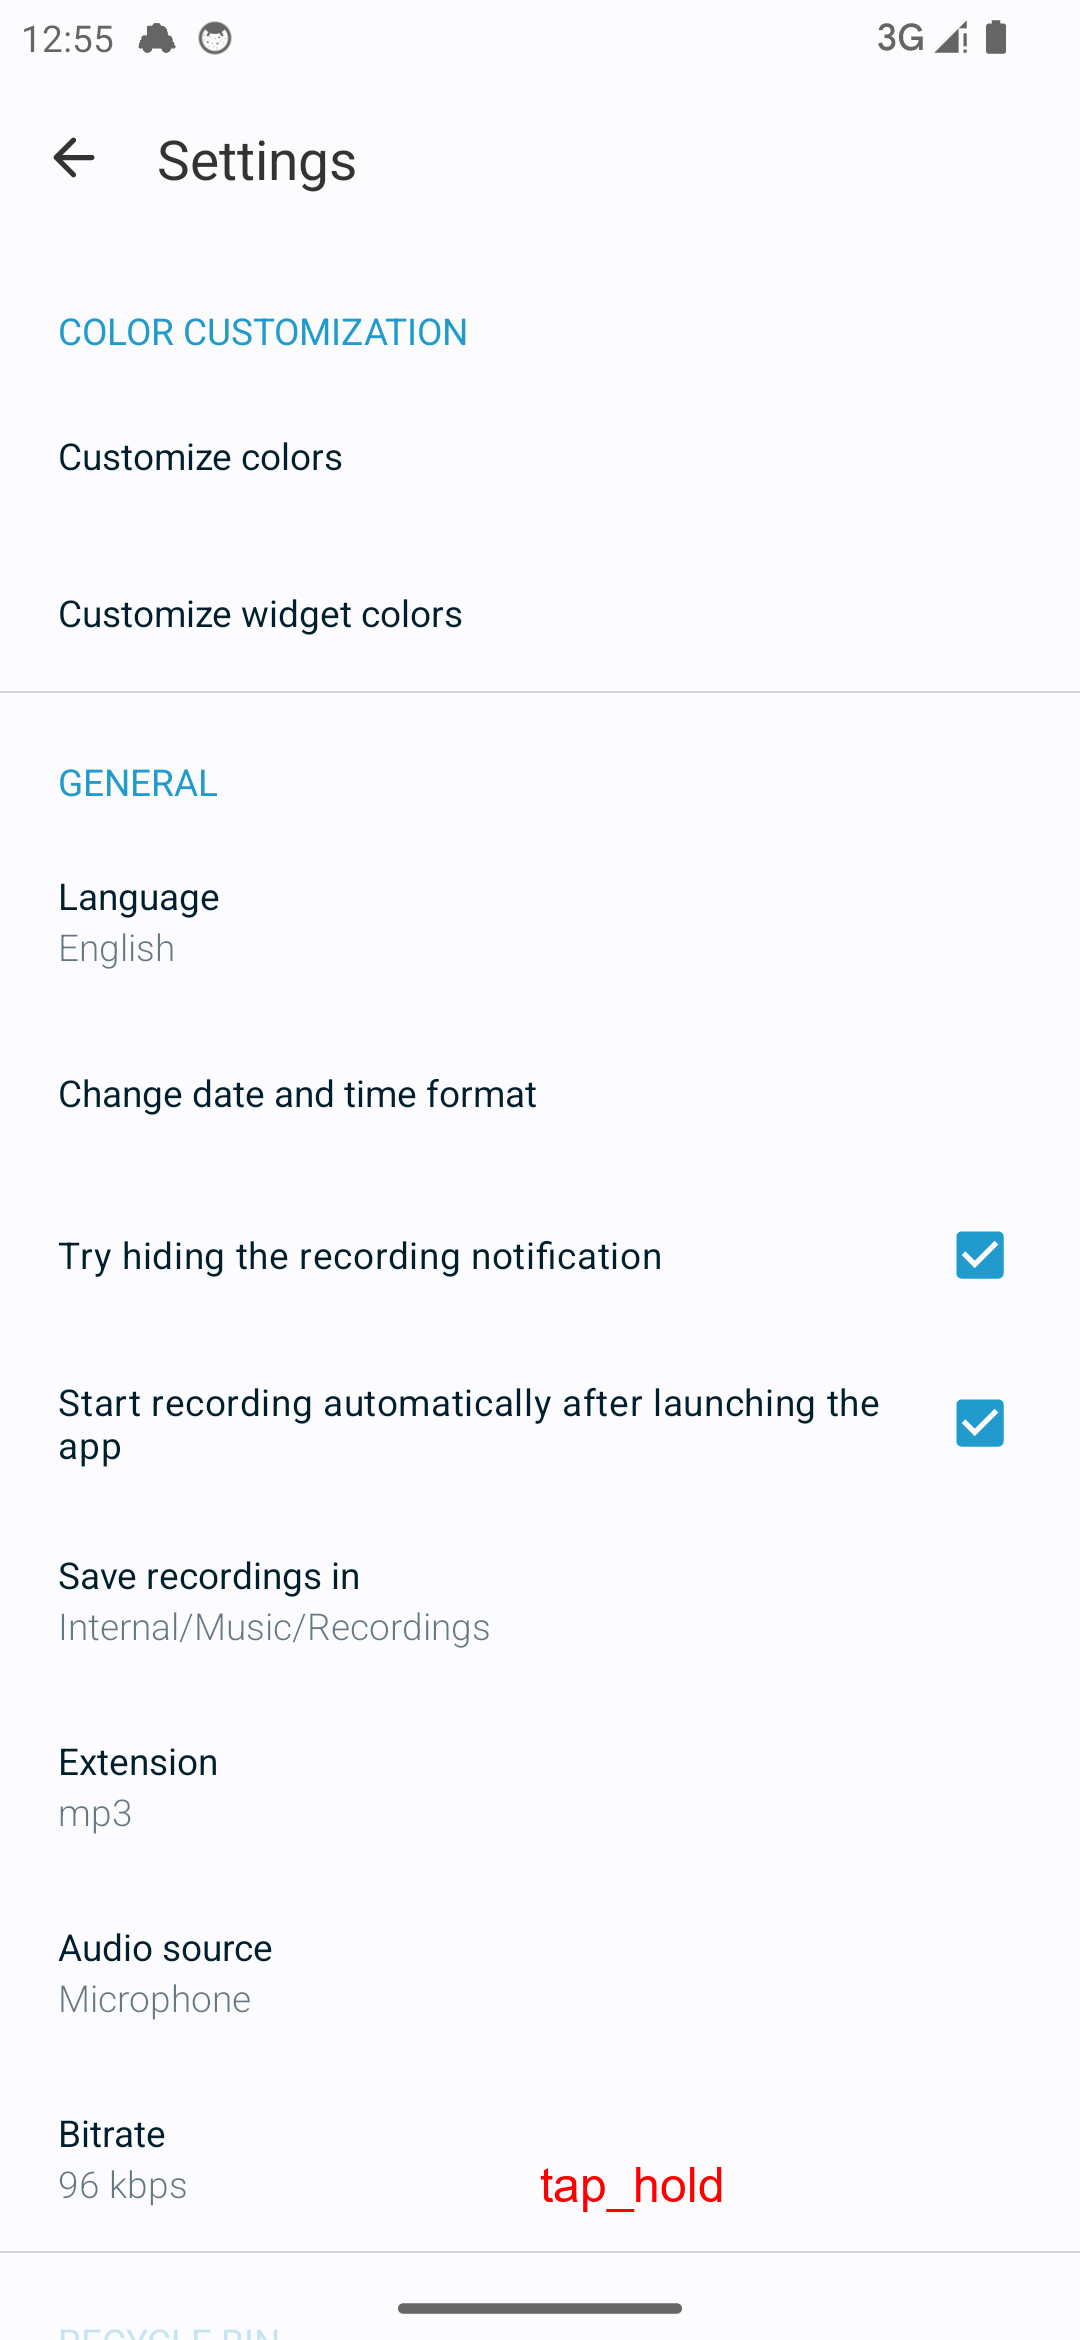 12:55 3G
Settings
COLOR CUSTOMIZATION
Customize colors
Customize widget colors
GENERAL
Language
English
Change date and time format
Try hiding the recording notification
Start recording automatically after launching the
app
Save recordings in
Internal/Music/Recordings
Extension
mp3
Audio source
Microphone
Bitrate
96 kbps
tap_hold
RECYCLE BIN